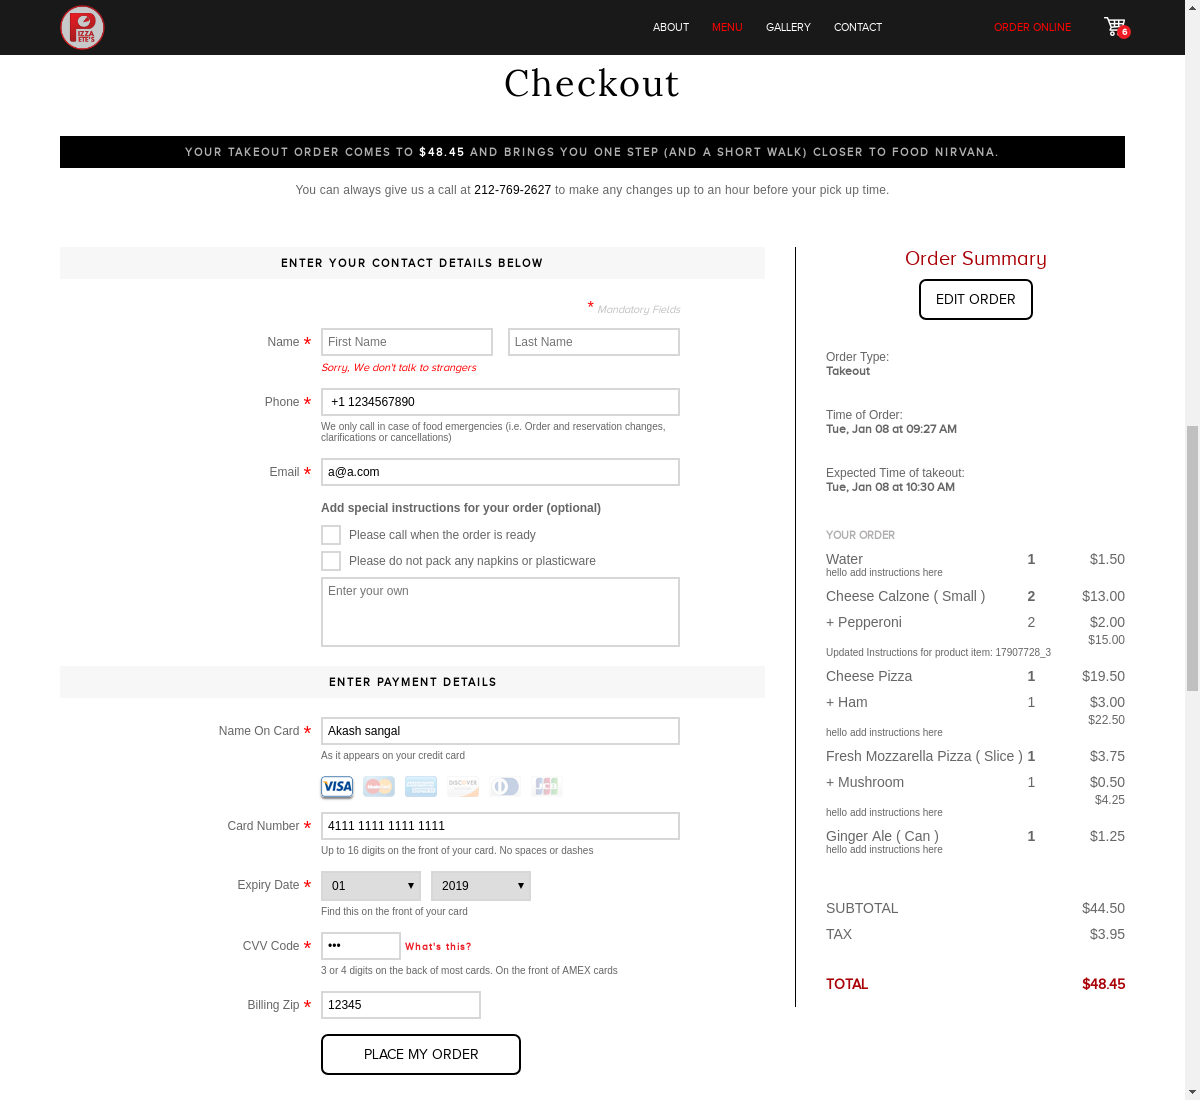 PIZZA
ETE'S
ABOUT MENU GALLERY CONTACT ORDER ONLINE 6
Checkout
YOUR TAKEOUT ORDER COMES TO $48.45 AND BRINGS YOU ONE STEP (AND A SHORT WALK) CLOSER TO FOOD NIRVANA.
You can always give us a call at 212-769-2627 to make any changes up to an hour before your pick up time.
ENTER YOUR CONTACT DETAILS BELOW
* Mandatory Fields
Name * First Name Last Name
Sorry, We don't talk to strangers
Phone * +1 1234567890
We only call in case of food emergencies (i.e. Order and reservation changes,
clarifications or cancellations)
Email * a@a.com
Add special instructions for your order (optional)
Please call when the order is ready
Please do not pack any napkins or plasticware
Enter your own
ENTER PAYMENT DETAILS
Name On Card * Akash sangal
As it appears on your credit card
VISA MasterCard AMERICAN EXPRESS DISCOVER JCB
Card Number * 4111 1111 1111 1111
Up to 16 digits on the front of your card. No spaces or dashes
Expiry Date * 01 2019
Find this on the front of your card
CVV Code * ••• What's this?
3 or 4 digits on the back of most cards. On the front of AMEX cards
Billing Zip * 12345
PLACE MY ORDER
Order Summary
EDIT ORDER
Order Type:
Takeout
Time of Order:
Tue, Jan 08 at 09:27 AM
Expected Time of takeout:
Tue, Jan 08 at 10:30 AM
YOUR ORDER
Water 1 $1.50
hello add instructions here
Cheese Calzone ( Small ) 2 $13.00
+ Pepperoni 2 $2.00
$15.00
Updated Instructions for product item: 17907728_3
Cheese Pizza 1 $19.50
+ Ham 1 $3.00
$22.50
hello add instructions here
Fresh Mozzarella Pizza ( Slice ) 1 $3.75
+ Mushroom 1 $0.50
$4.25
hello add instructions here
Ginger Ale ( Can ) 1 $1.25
hello add instructions here
SUBTOTAL $44.50
TAX $3.95
TOTAL $48.45